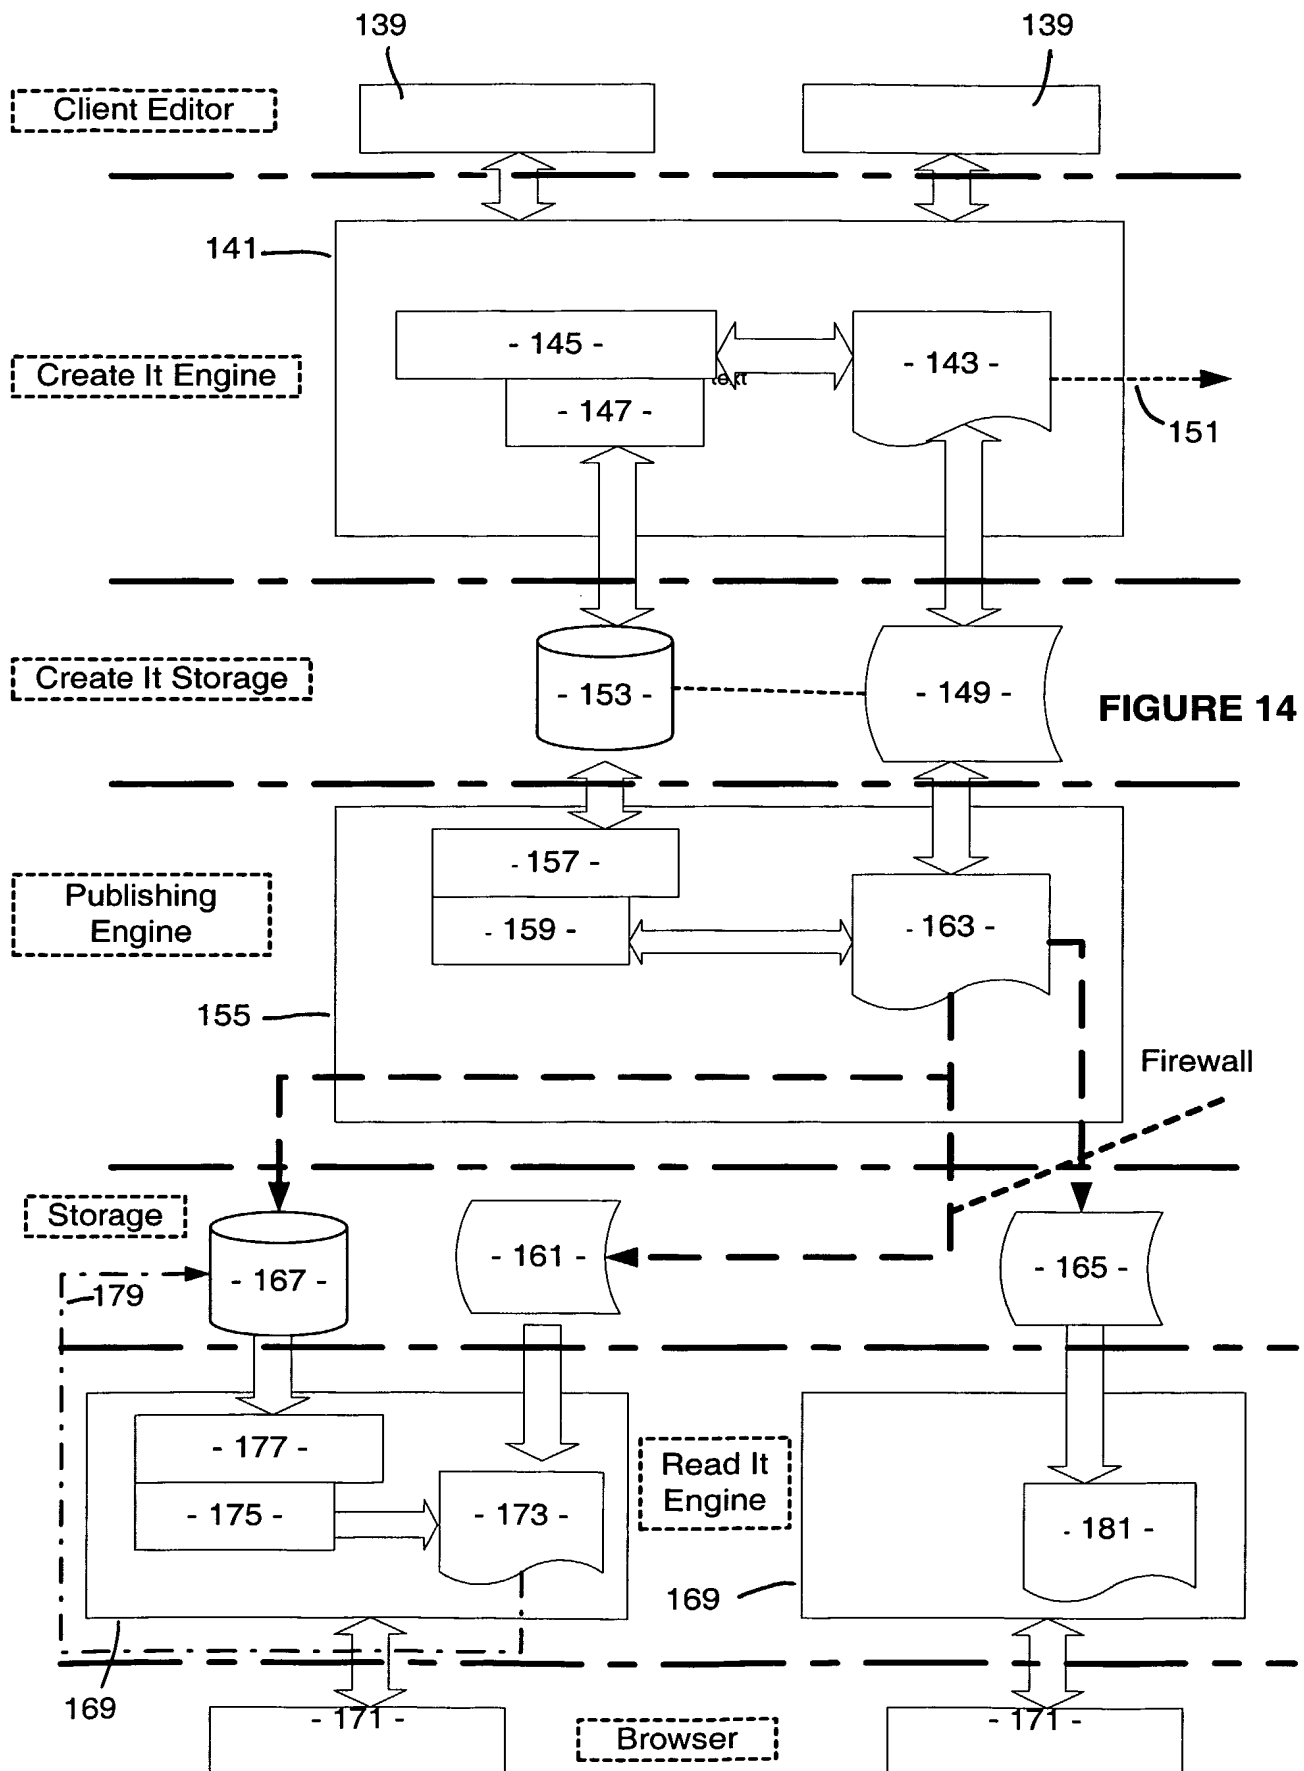 139
139
Client Editor
141
- 145 -
- 143 -
Create It Engine
text
- 147 -
151
Create It Storage
- 153 -
- 149 -
FIGURE 14
- 157 -
Publishing
Engine
- 159 -
- 163 -
155
Firewall
Storage
- 161 -
- 167 -
- 165 -
179
- 177 -
Read It
Engine
- 175 -
- 173 -
- 181 -
169
169
- 171 -
- 171 -
Browser